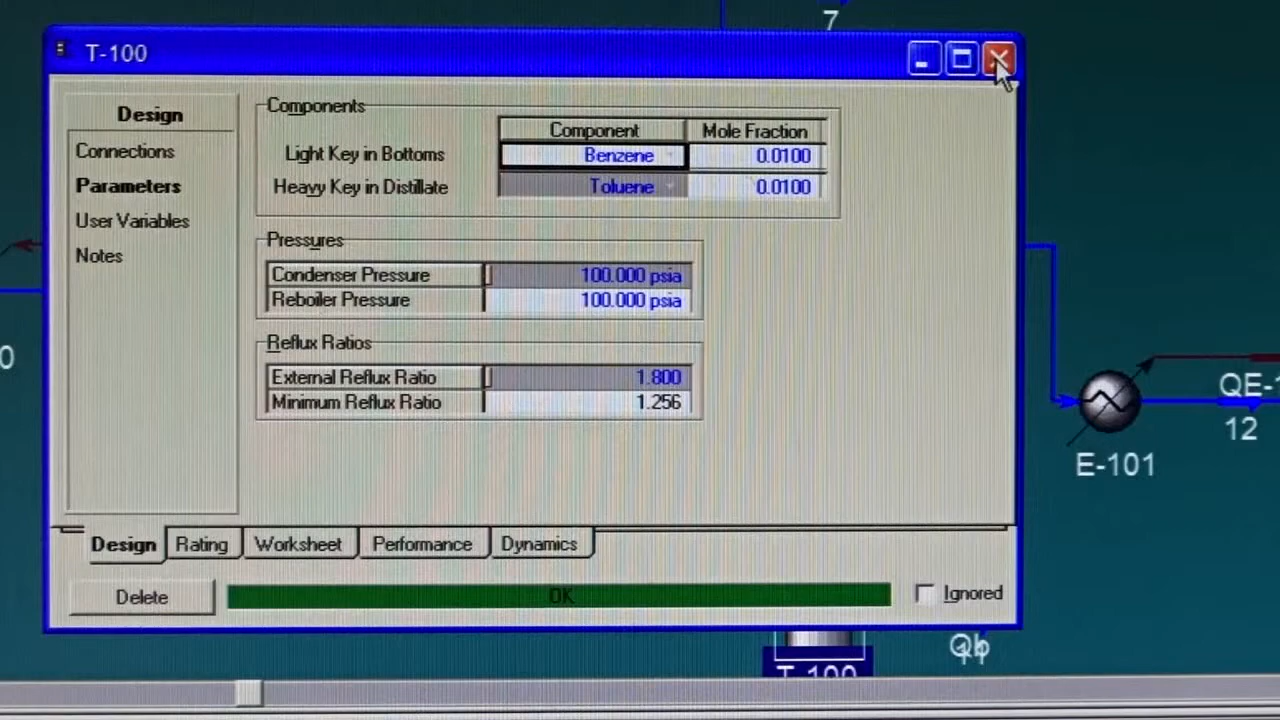 7
T-100
Design
Connections
Parameters
User Variables
Notes
Components
Component Mole Fraction
Light Key in Bottoms Benzene 0.0100
Heavy Key in Distillate Toluene 0.0100
Pressures
Condenser Pressure 100.000 psia
Reboiler Pressure 100.000 psia
Reflux Ratios
External Reflux Ratio 1.800
Minimum Reflux Ratio 1.256
0
QE-1
12
E-101
Design Rating Worksheet Performance Dynamics
Delete OK Ignored
T-100